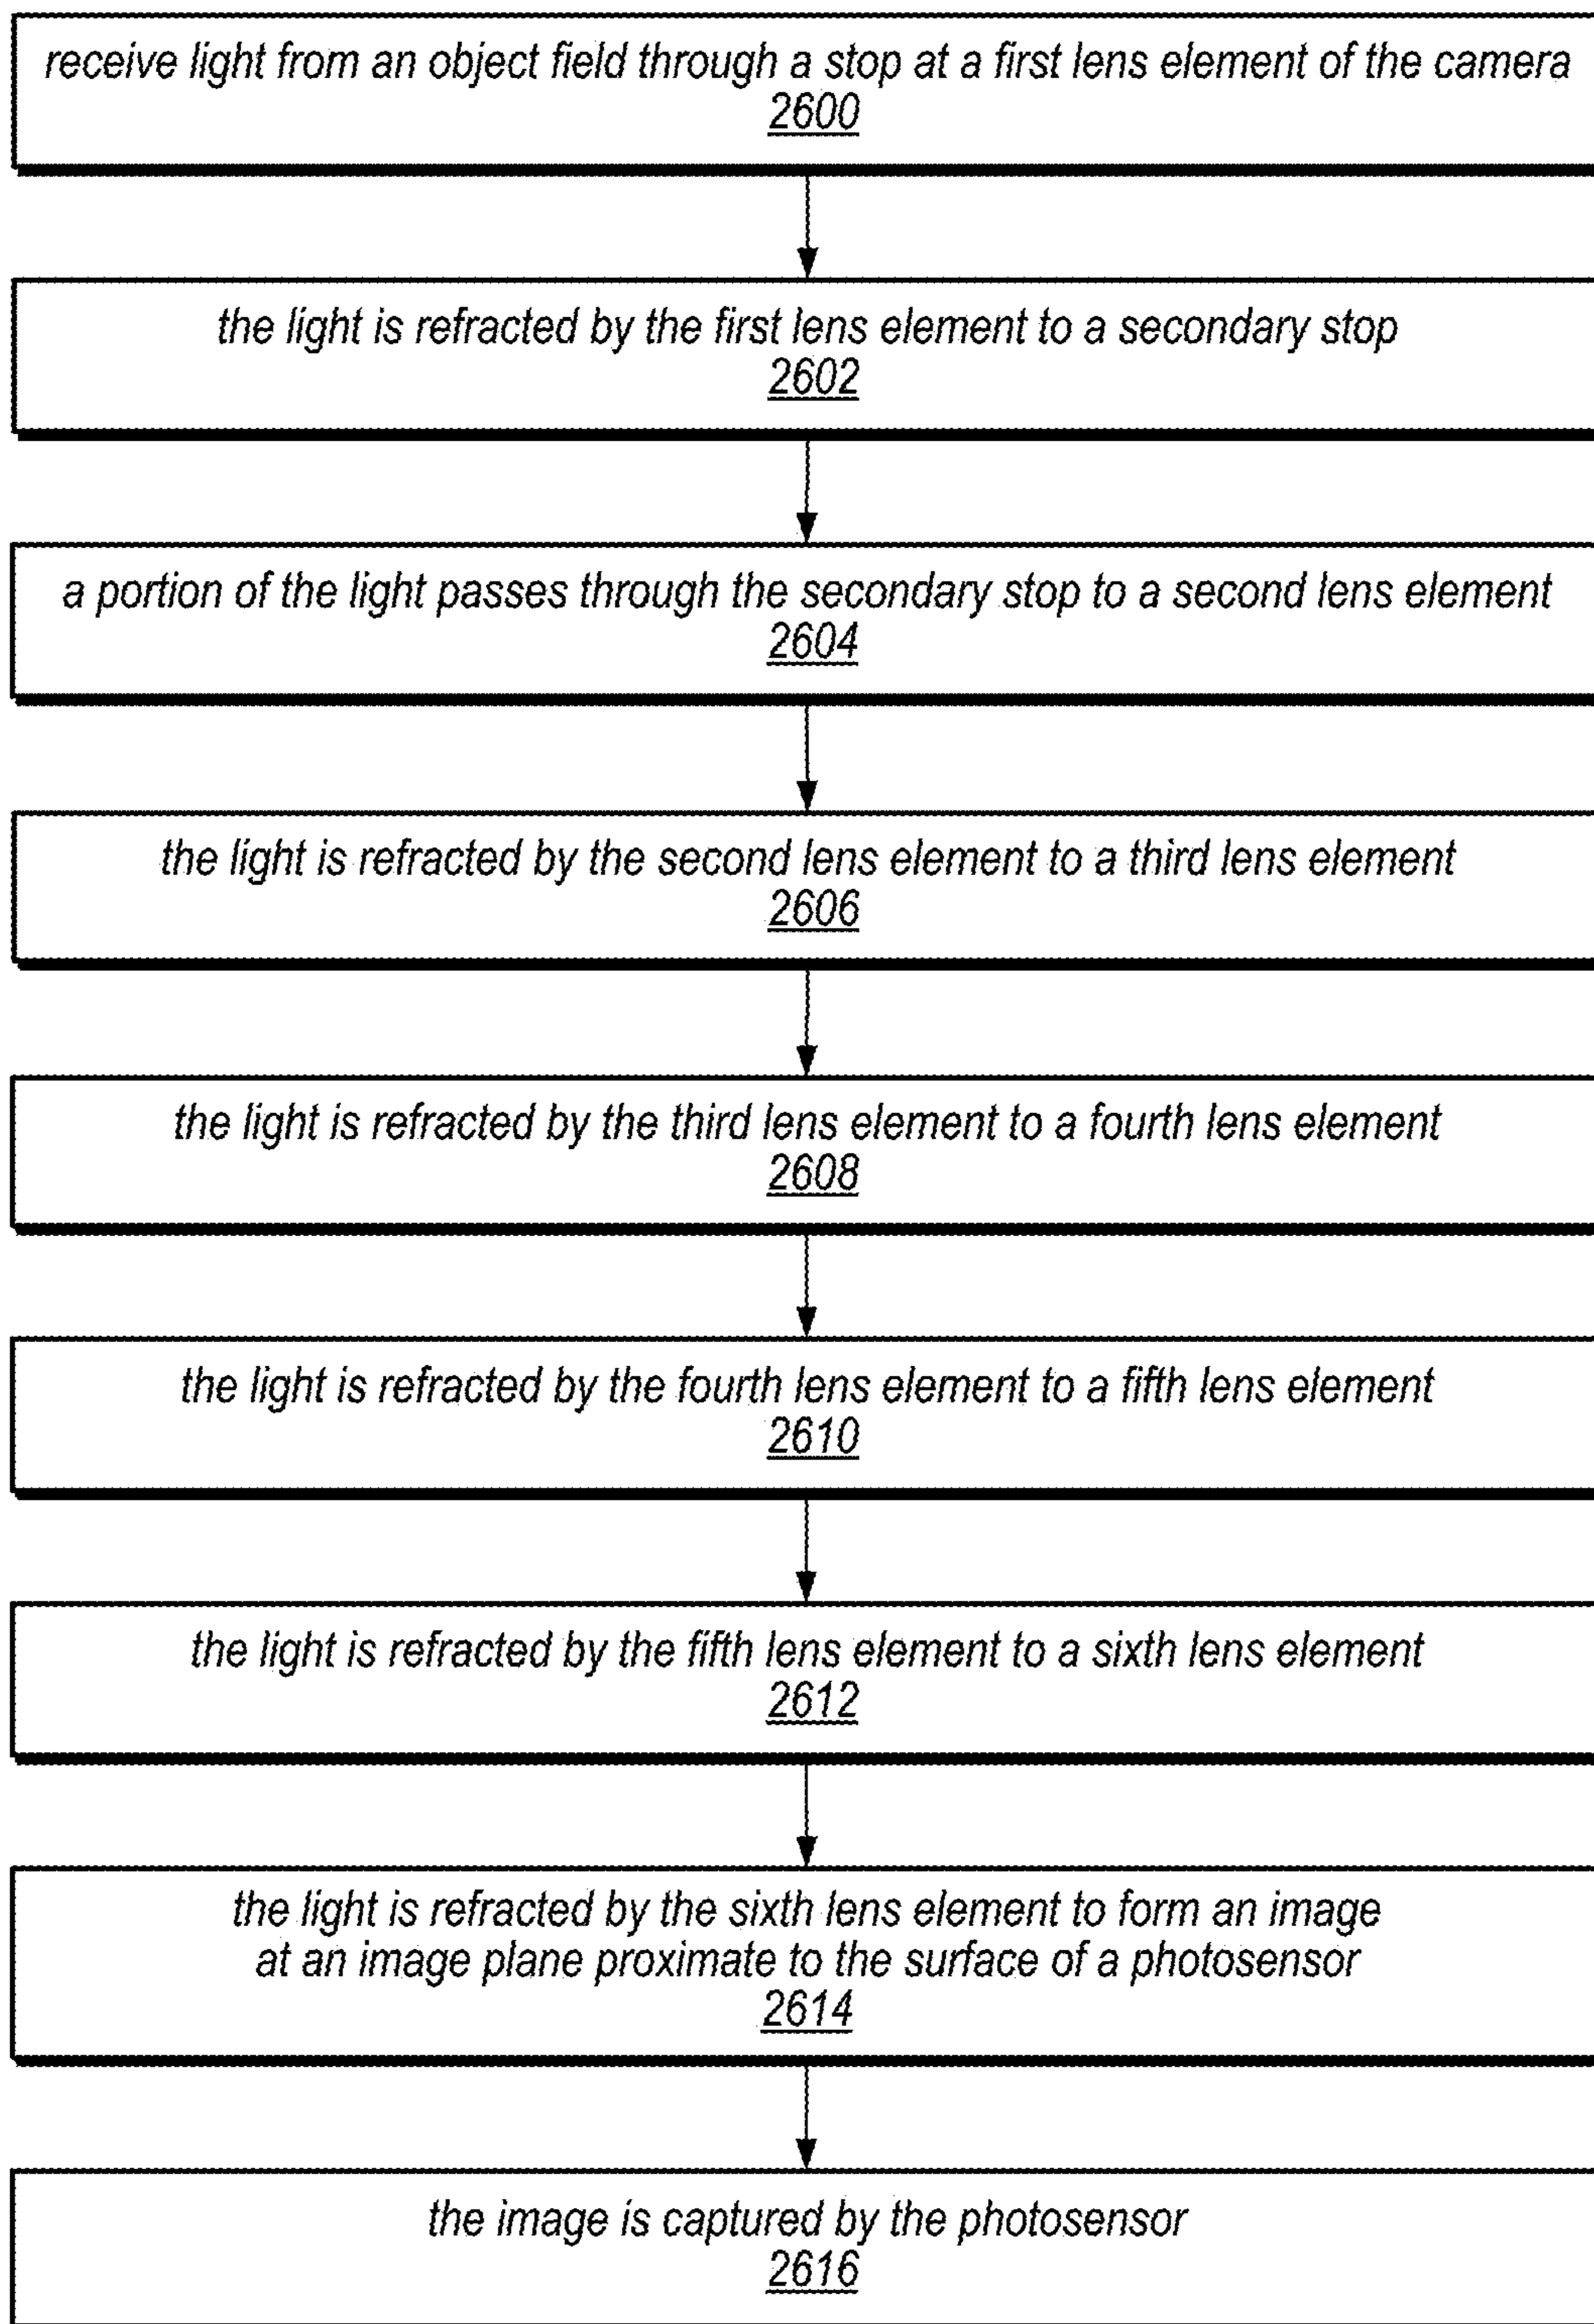 receive light from an object field through a stop at a first lens element of the camera
2600
the light is refracted by the first lens element to a secondary stop
2602
a portion of the light passes through the secondary stop to a second lens element
2604
the light is refracted by the second lens element to a third lens element
2606
the light is refracted by the third lens element to a fourth lens element
2608
the light is refracted by the fourth lens element to a fifth lens element
2610
the light is refracted by the fifth lens element to a sixth lens element
2612
the light is refracted by the sixth lens element to form an image
at an image plane proximate to the surface of a photosensor
2614
the image is captured by the photosensor
2616